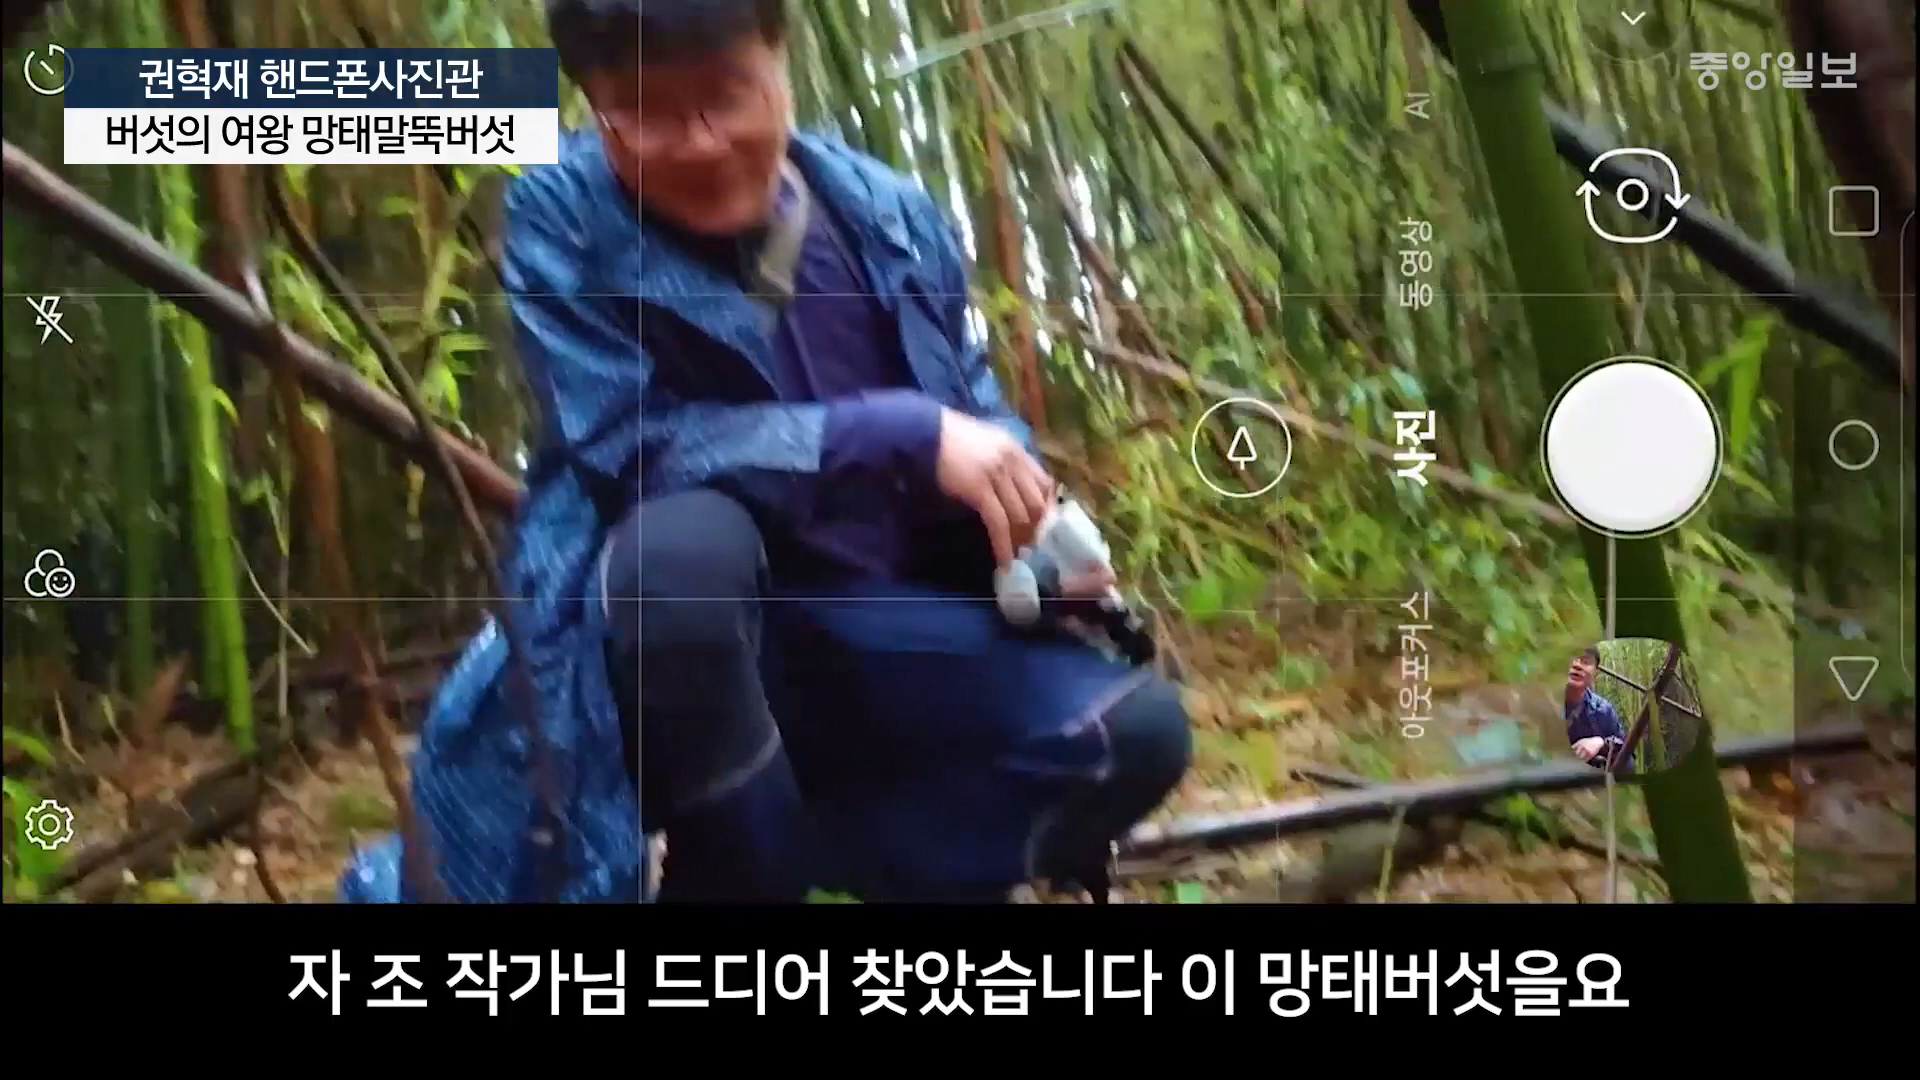 권혁재 핸드폰사진관
버섯의 여왕 망태말뚝버섯
중앙일보
AI
동영상
사진
아웃포커스
자 조 작가님 드디어 찾았습니다 이 망태버섯을요